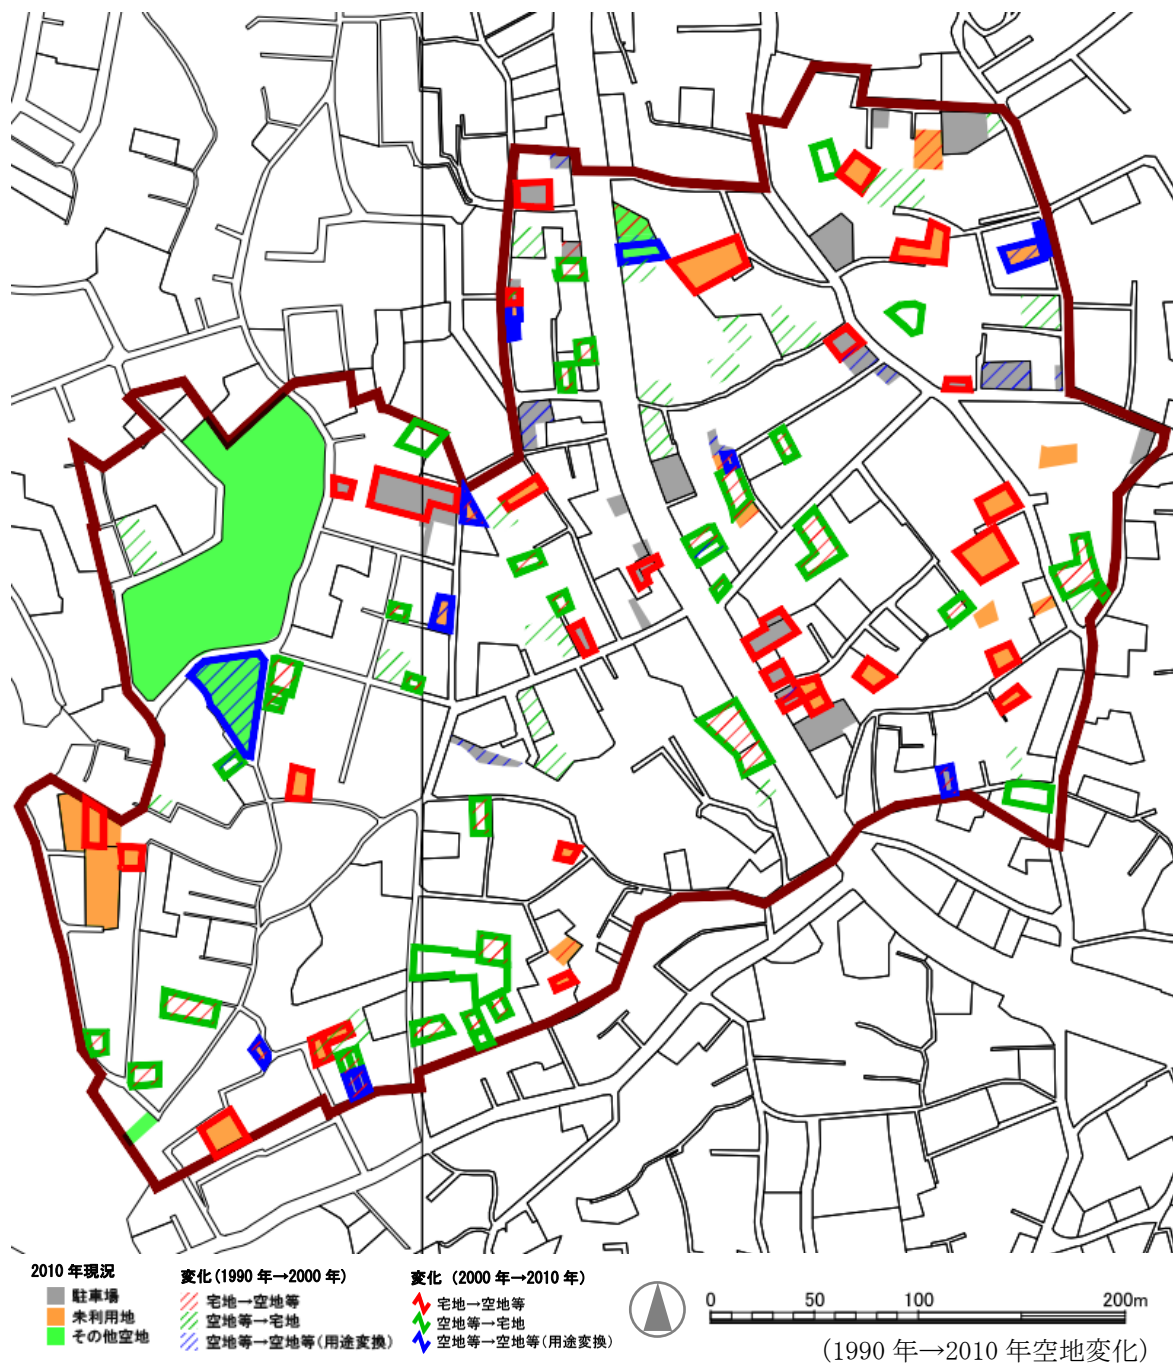 2010 年現況
駐車場
未利用地
その他空地
変化(1990 年→2000 年)
宅地→空地等
空地等→宅地
空地等→空地等(用途変換)
変化 (2000 年→2010 年)
宅地→空地等
空地等→宅地
空地等→空地等(用途変換)
0 50 100 200m
(1990 年→2010 年空地変化)